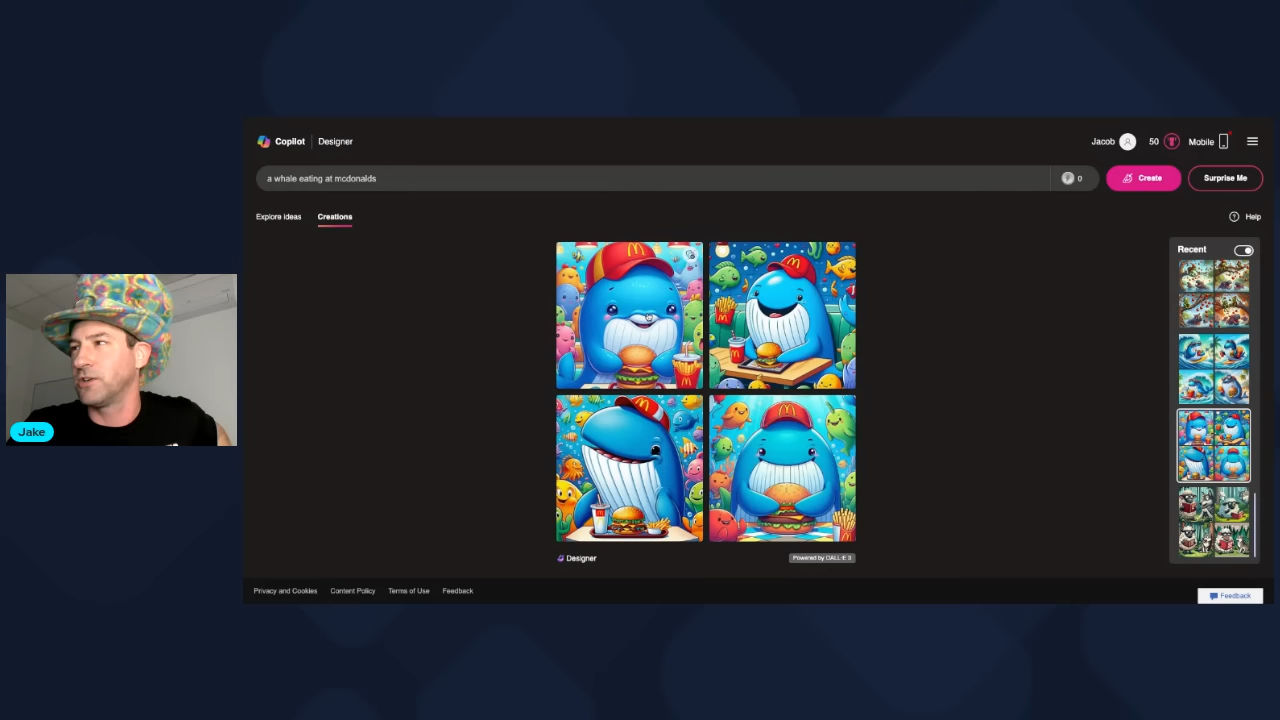 Copilot
Designer
Jacob
50
Mobile
a whale eating at mcdonalds
0
Create
Surprise Me
Explore ideas
Creations
Help
Recent
Jake
Designer
Powered by DALL·E 3
Privacy and Cookies
Content Policy
Terms of Use
Feedback
Feedback